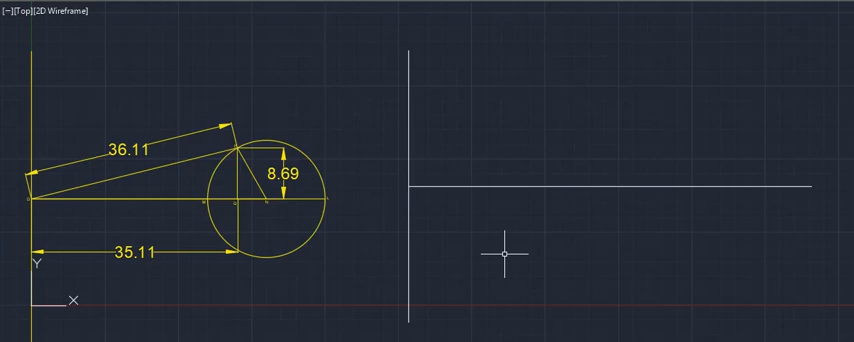 [−][Top][2D Wireframe]
36.11
8.69
35.11
Y
X